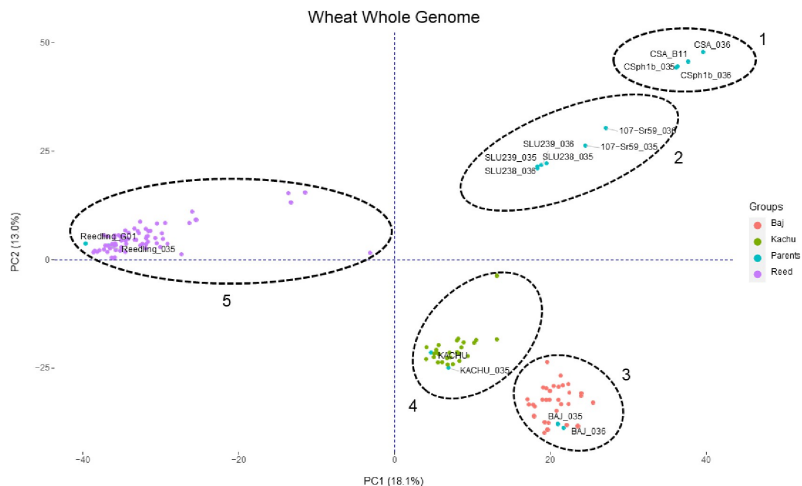 Wheat Whole Genome
1
CSA_036
CSA_B11
CSph1b_035
CSph1b_036
107-Sr59_036
107-Sr59_035
SLU239_036
SLU239_035
SLU238_035
SLU238_036
2
Reedling_G01
Reedling_035
5
KACHU
KACHU_035
4
3
BAJ_035
BAJ_036
50
25
0
-25
PC2 (13.0%)
-40
-20
0
20
40
PC1 (18.1%)
Groups
Baj
Kachu
Parents
Reed